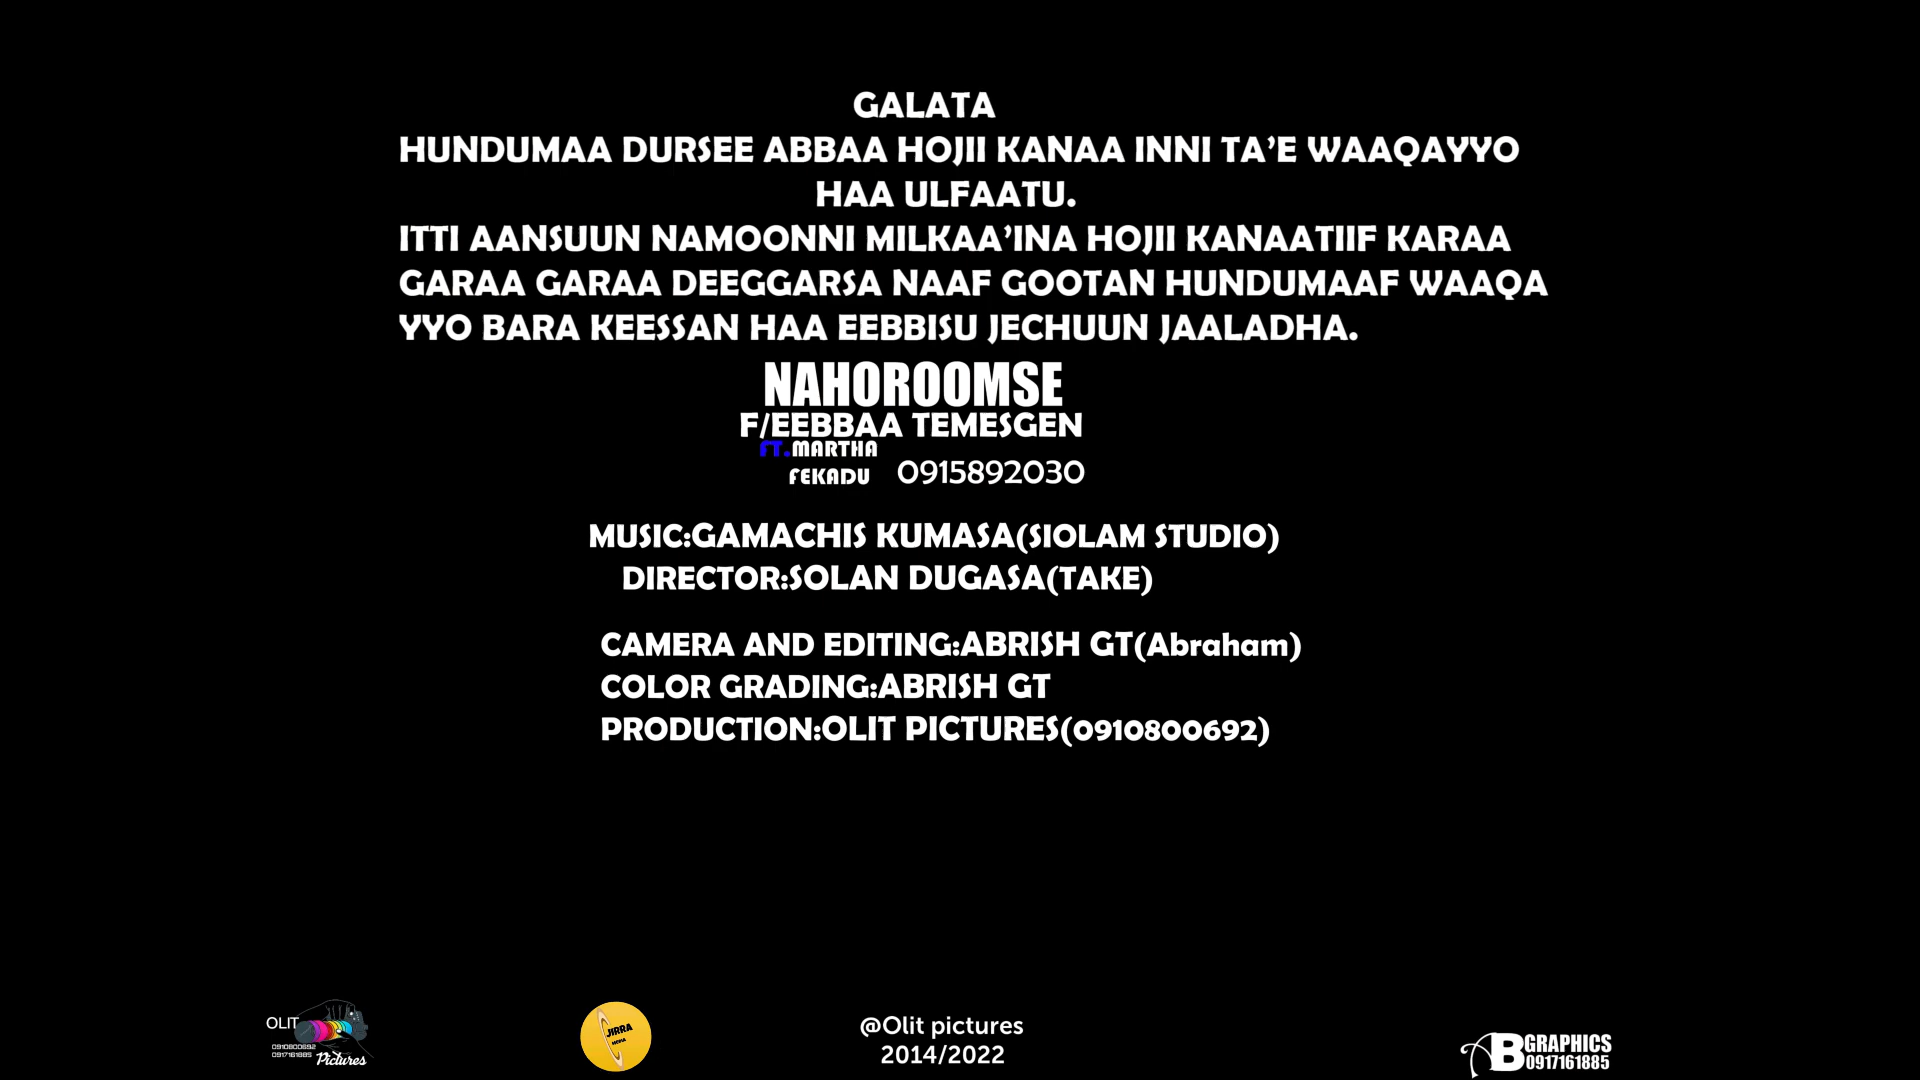 GALATA
HUNDUMAA DURSEE ABBAA HOJII KANAA INNI TA'E WAAQAYYO
HAA ULFAATU.
ITTI AANSUUN NAMOONNI MILKAA'INA HOJII KANAATIIF KARAA
GARAA GARAA DEEGGARSA NAAF GOOTAN HUNDUMAAF WAAQA
YYO BARA KEESSAN HAA EEBBISU JECHUUN JAALADHA.
NAHOROOMSE
F/EEBBAA TEMESGEN
FT.MARTHA
FEKADU 0915892030
MUSIC:GAMACHIS KUMASA(SIOLAM STUDIO)
DIRECTOR:SOLAN DUGASA(TAKE)
CAMERA AND EDITING:ABRISH GT(Abraham)
COLOR GRADING:ABRISH GT
PRODUCTION:OLIT PICTURES(0910800692)
OLIT
0910800692
0917161885 Pictures
JIRRA
MEDIA
@Olit pictures
2014/2022
B GRAPHICS
0917161885